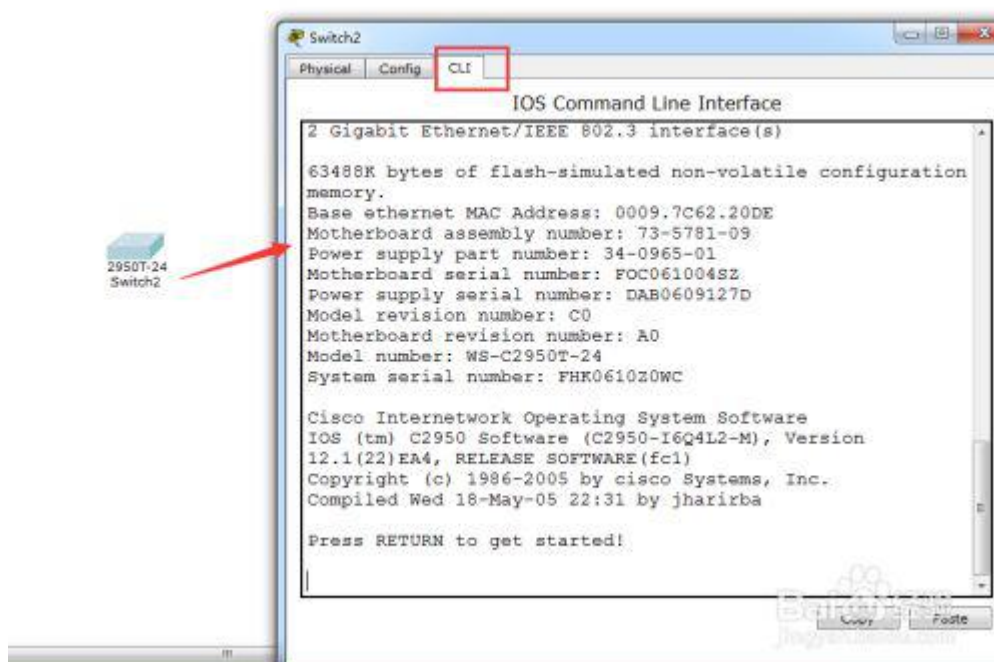 Switch2
Physical Config CLI
IOS Command Line Interface
2 Gigabit Ethernet/IEEE 802.3 interface(s)
63488K bytes of flash-simulated non-volatile configuration
memory.
Base ethernet MAC Address: 0009.7C62.20DE
Motherboard assembly number: 73-5781-09
Power supply part number: 34-0965-01
Motherboard serial number: FOC061004SZ
Power supply serial number: DAB0609127D
Model revision number: C0
Motherboard revision number: A0
Model number: WS-C2950T-24
System serial number: FHK0610Z0WC
Cisco Internetwork Operating System Software
IOS (tm) C2950 Software (C2950-I6Q4L2-M), Version
12.1(22)EA4, RELEASE SOFTWARE(fc1)
Copyright (c) 1986-2005 by cisco Systems, Inc.
Compiled Wed 18-May-05 22:31 by jharirba
Press RETURN to get started!
2950T-24
Switch2
Copy Paste